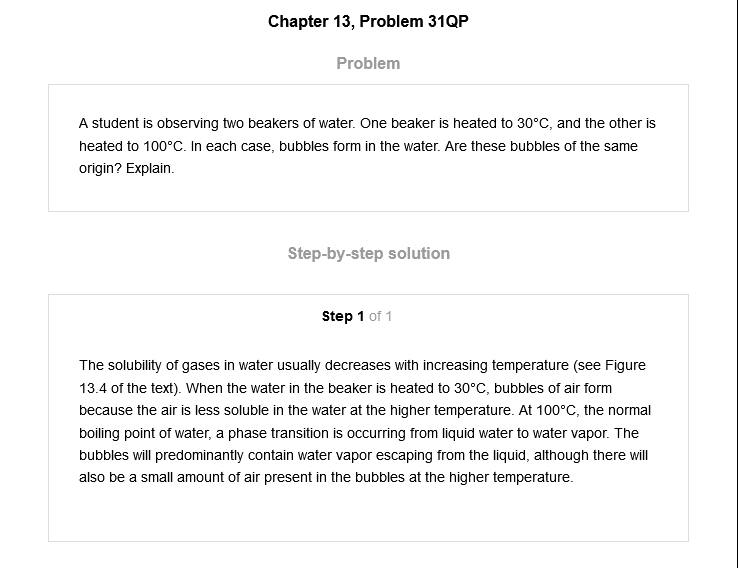 Chapter 13, Problem 31QP
Problem
A student is observing two beakers of water. One beaker is heated to 30°C, and the other is
heated to 100°C. In each case, bubbles form in the water. Are these bubbles of the same
origin? Explain.
Step-by-step solution
Step 1 of 1
The solubility of gases in water usually decreases with increasing temperature (see Figure
13.4 of the text). When the water in the beaker is heated to 30°C, bubbles of air form
because the air is less soluble in the water at the higher temperature. At 100°C, the normal
boiling point of water, a phase transition is occurring from liquid water to water vapor. The
bubbles will predominantly contain water vapor escaping from the liquid, although there will
also be a small amount of air present in the bubbles at the higher temperature.